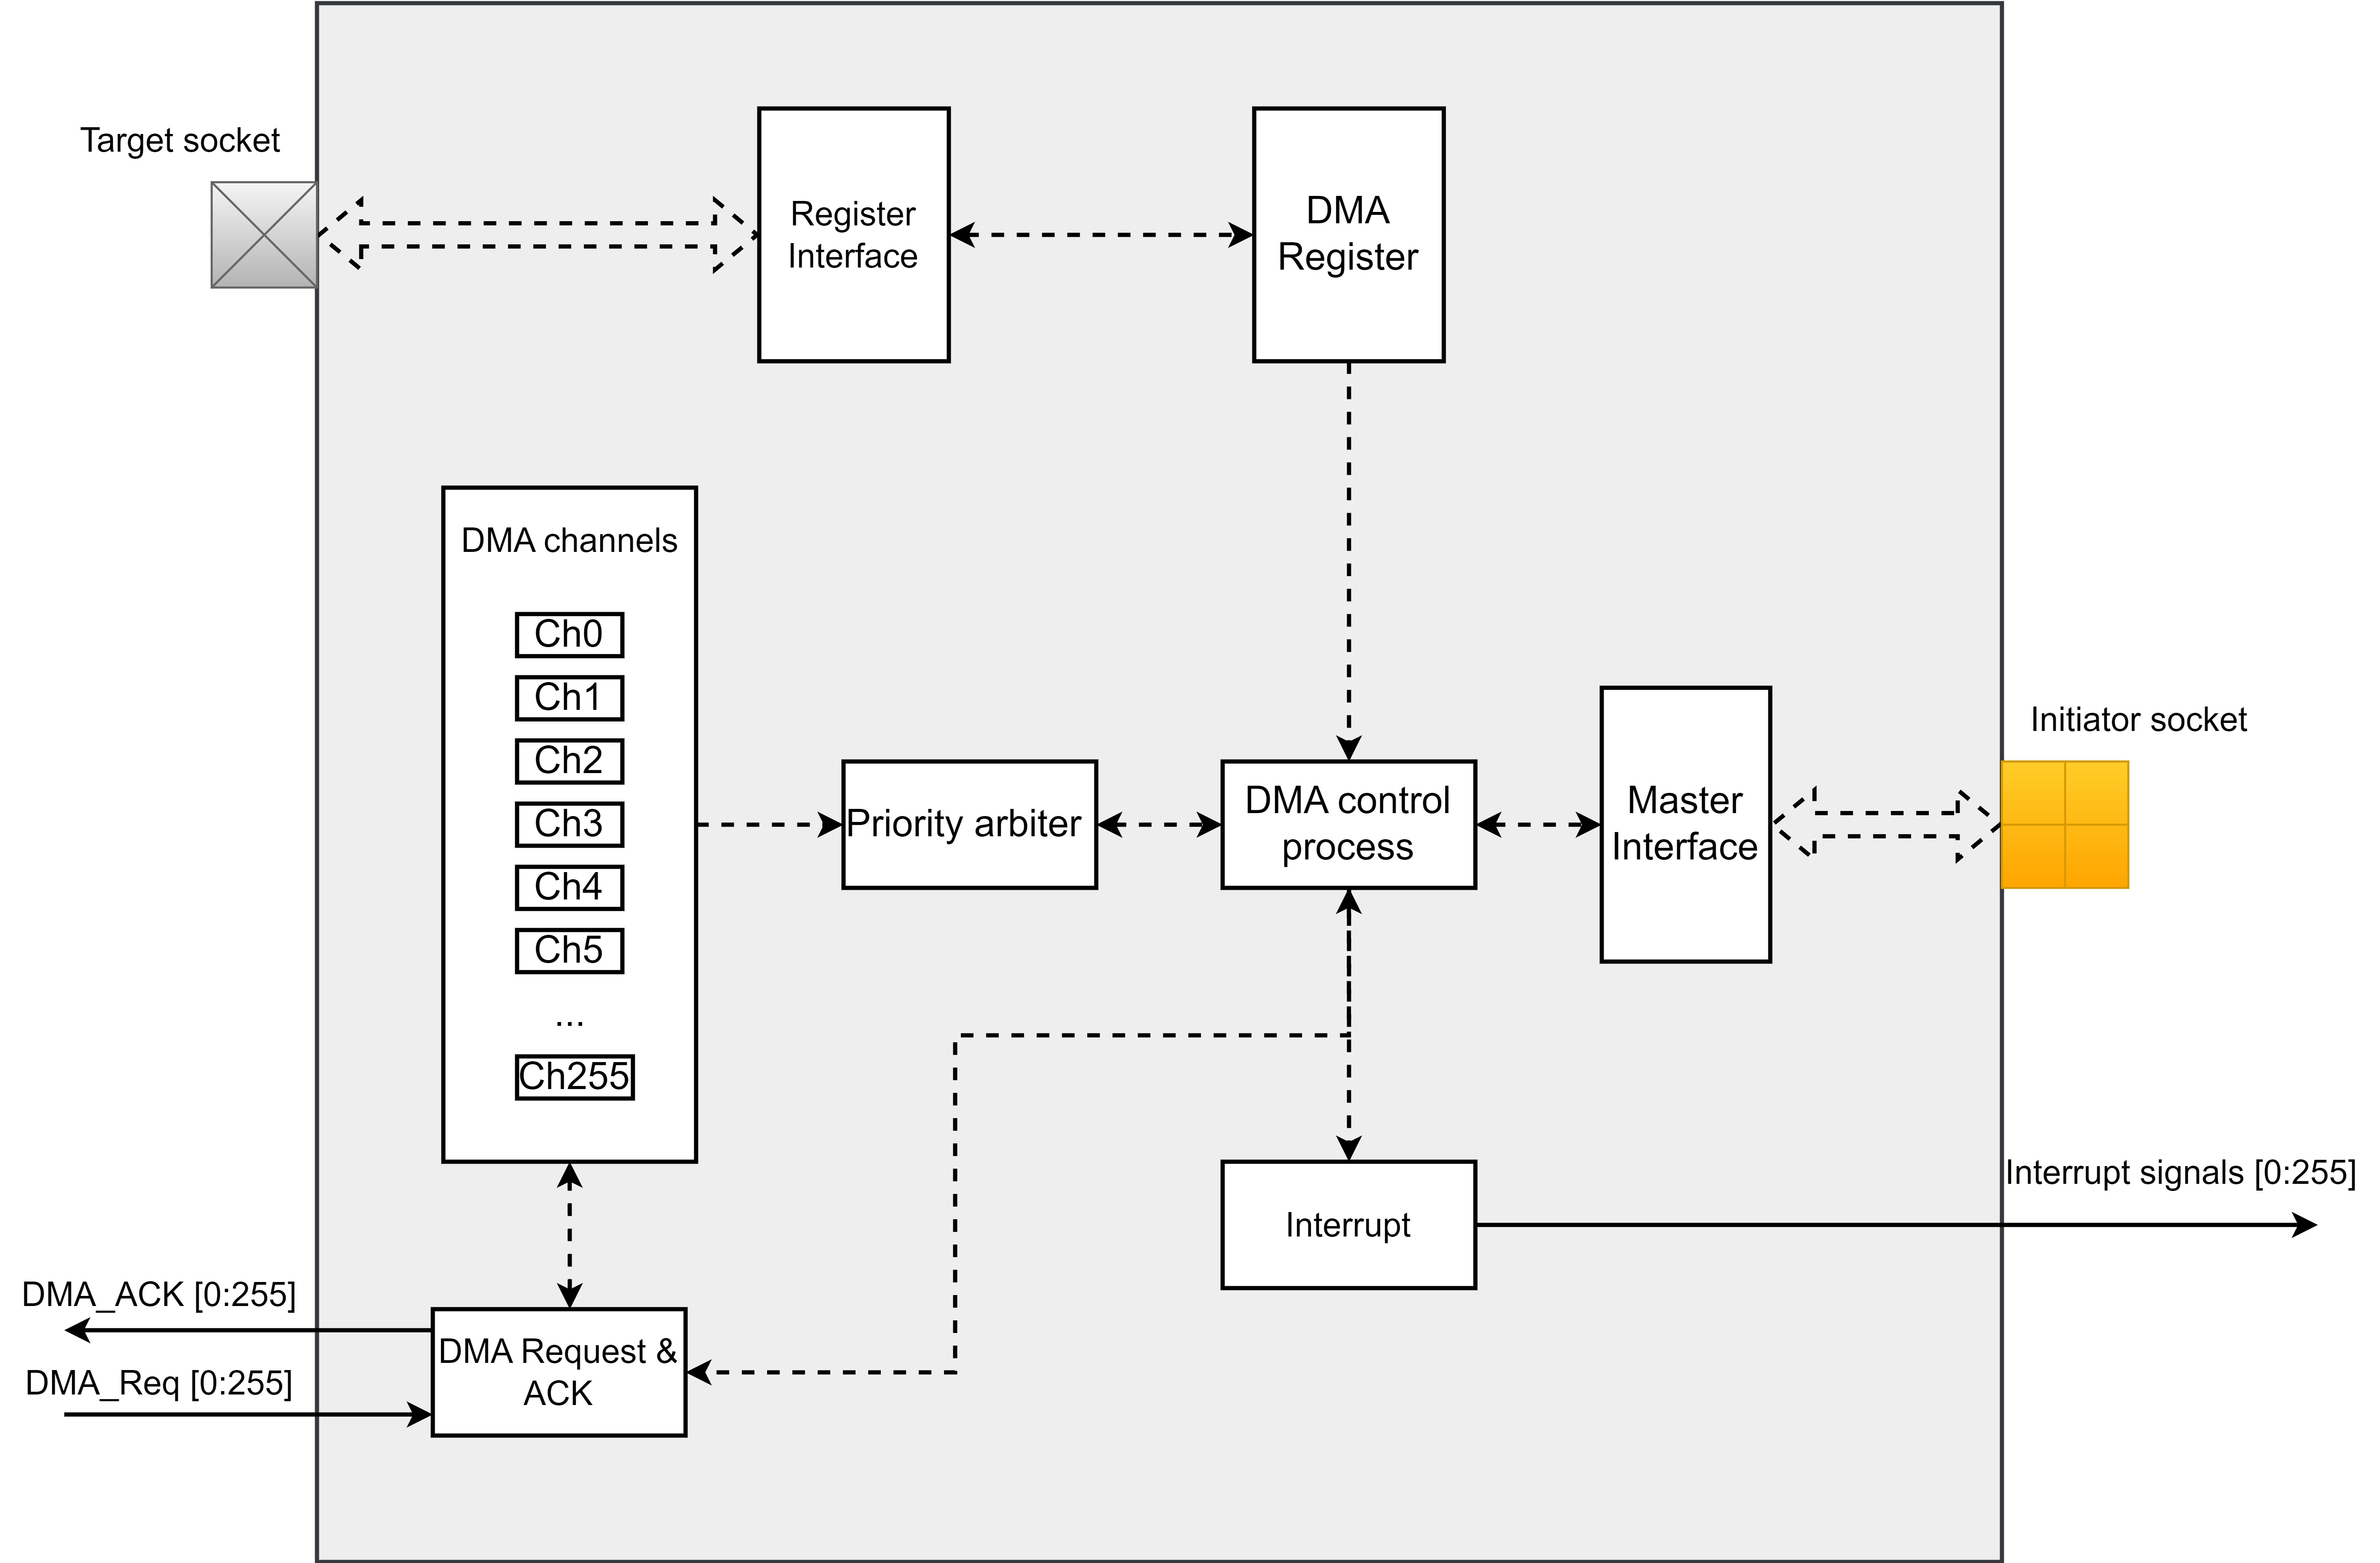 Target socket
Register
Interface
DMA
Register
DMA channels
Ch0
Ch1
Ch2
Ch3
Ch4
Ch5
...
Ch255
Priority arbiter
DMA control
process
Master
Interface
Initiator socket
Interrupt
Interrupt signals [0:255]
DMA_ACK [0:255]
DMA_Req [0:255]
DMA Request &
ACK